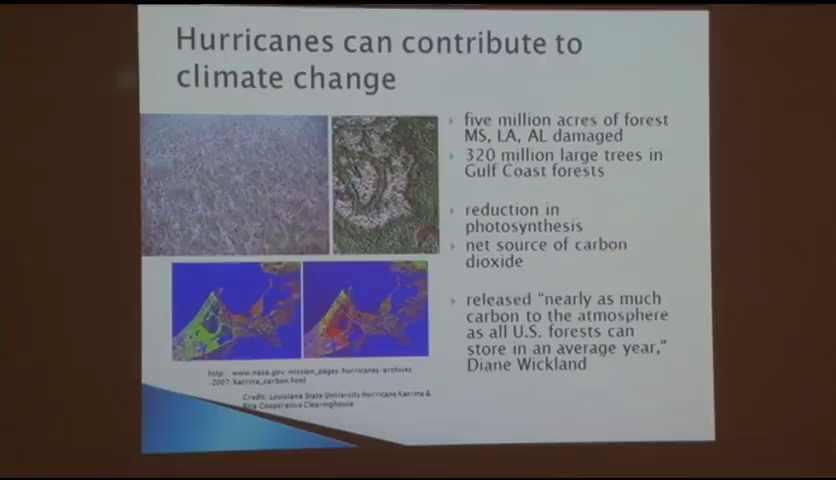 Hurricanes can contribute to
climate change
five million acres of forest
MS, LA, AL damaged
320 million large trees in
Gulf Coast forests
reduction in
photosynthesis
net source of carbon
dioxide
released “nearly as much
carbon to the atmosphere
as all U.S. forests can
store in an average year,”
Diane Wickland
http: www.nasa.gov mission_pages hurricanes archives
2007 katrina_carbon.html
Credit: Louisiana State University Hurricane Katrina &
Rita Cooperative Clearinghouse